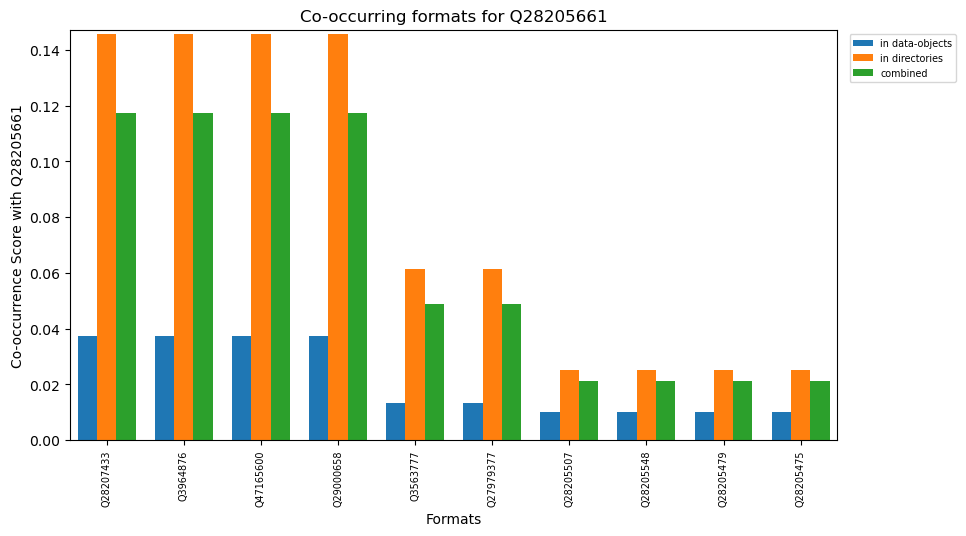 Co-occurring formats for Q28205661
Co-occurrence Score with Q28205661
0.14
0.12
0.10
0.08
0.06
0.04
0.02
0.00
Q28207433
Q3964876
Q47165600
Q29000658
Q3563777
Q27979377
Q28205507
Q28205548
Q28205479
Q28205475
Formats
in data-objects
in directories
combined